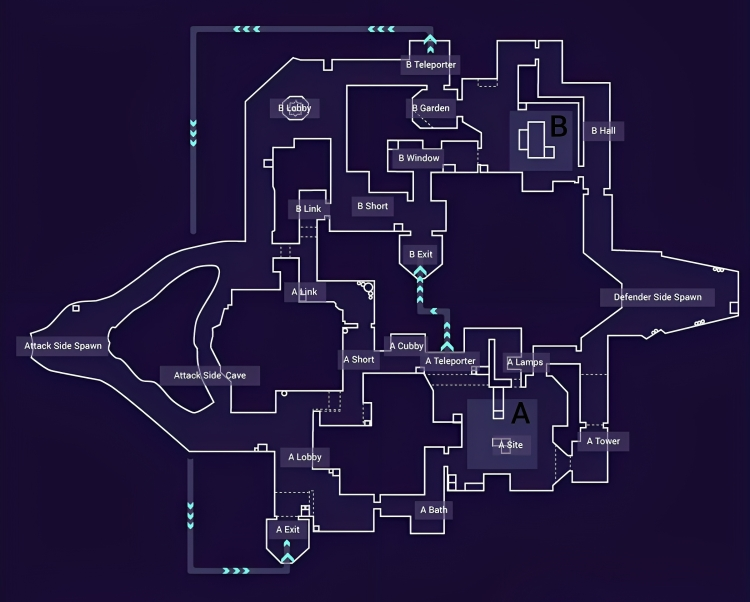 B Teleporter
B Lobby
B Garden
B
B Hall
B Window
B Link
B Short
B Exit
A Link
Defender Side Spawn
Attack Side Spawn
A Cubby
A Short
A Teleporter
A Lamps
Attack Side Cave
A
A Site
A Tower
A Lobby
A Bath
A Exit